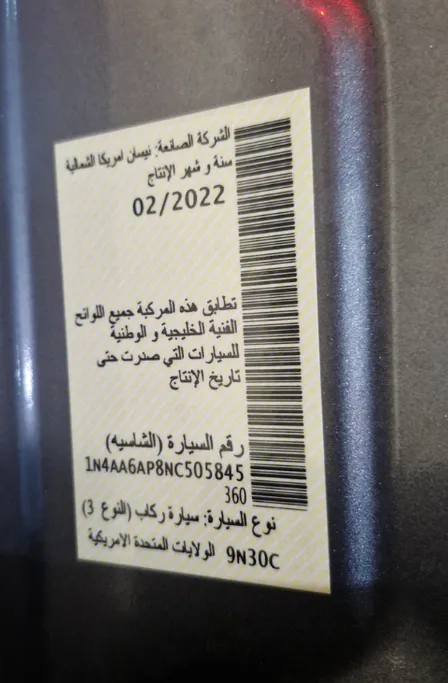 الشركة الصانعة: نيسان امريكا الشمالية
سنة و شهر الإنتاج
02/2022
تطابق هذه المركبة جميع اللوائح
الفنية الخليجية و الوطنية
للسيارات التي صدرت حتى
تاريخ الإنتاج
رقم السيارة (الشاسيه)
1N4AA6AP8NC505845
360
نوع السيارة: سيارة ركاب (النوع 3)
9N30C الولايات المتحدة الامريكية